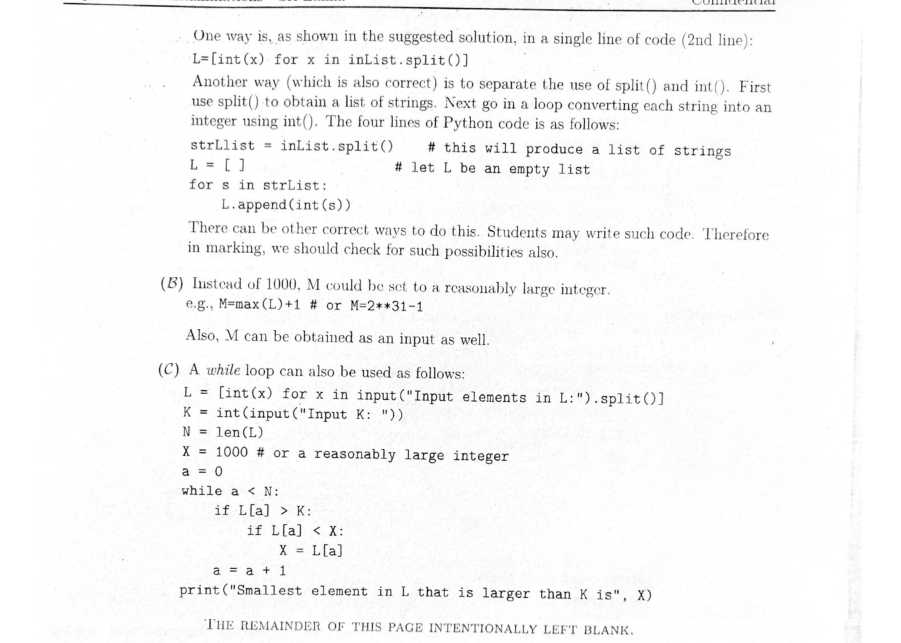 Confidential
One way is, as shown in the suggested solution, in a single line of code (2nd line):
L=[int(x) for x in inList.split()]
Another way (which is also correct) is to separate the use of split() and int(). First
use split() to obtain a list of strings. Next go in a loop converting each string into an
integer using int(). The four lines of Python code is as follows:
strLlist = inList.split() # this will produce a list of strings
L = [ ] # let L be an empty list
for s in strList:
L.append(int(s))
There can be other correct ways to do this. Students may write such code. Therefore
in marking, we should check for such possibilities also.
(B) Instead of 1000, M could be set to a reasonably large integer.
e.g., M=max(L)+1 # or M=2**31-1
Also, M can be obtained as an input as well.
(C) A while loop can also be used as follows:
L = [int(x) for x in input("Input elements in L:").split()]
K = int(input("Input K: "))
N = len(L)
X = 1000 # or a reasonably large integer
a = 0
while a < N:
if L[a] > K:
if L[a] < X:
X = L[a]
a = a + 1
print("Smallest element in L that is larger than K is", X)
THE REMAINDER OF THIS PAGE INTENTIONALLY LEFT BLANK.